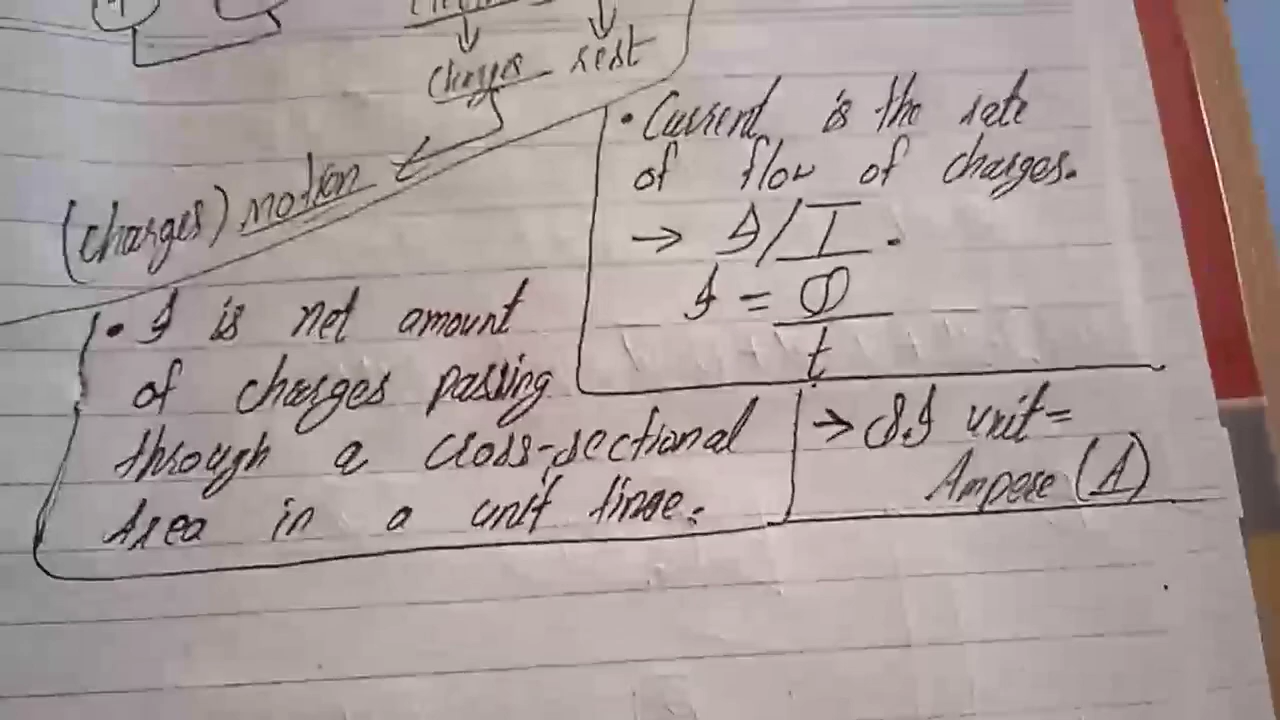 charges rest
(charges) motion
• Current is the rate
of flow of charges.
→ I/I.
I = Q
t
• I is net amount
of charges passing
through a cross-sectional
Area in a unit time.
→ S.I unit =
Ampere (A)